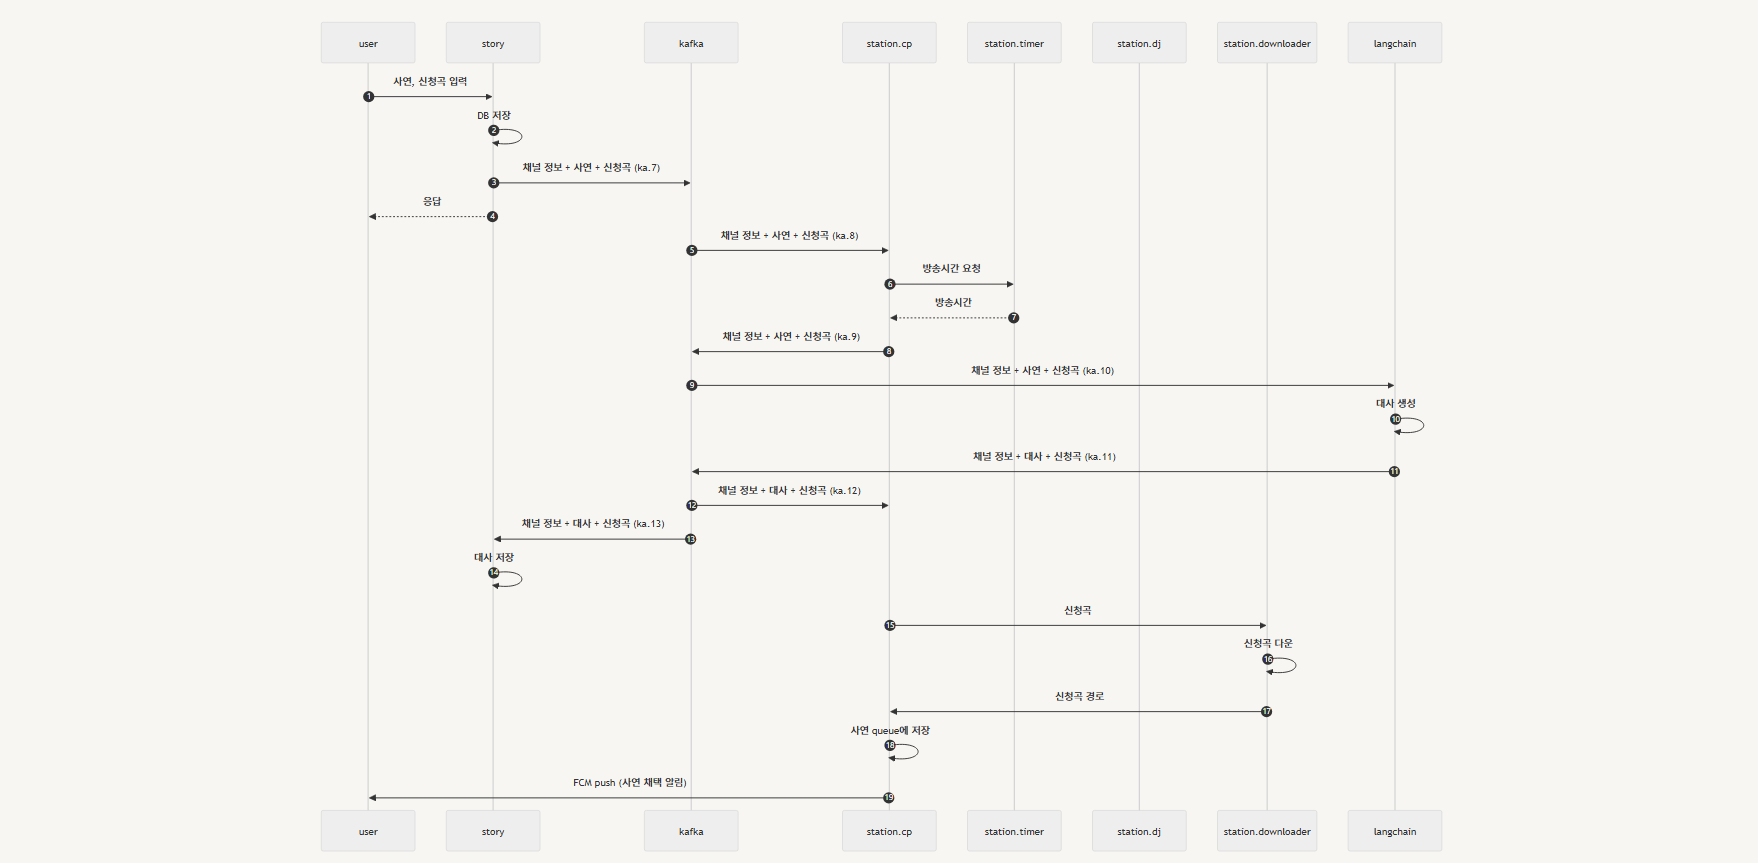 user
story
kafka
station.cp
station.timer
station.dj
station.downloader
langchain
사연, 신청곡 입력
1
DB 저장
2
채널 정보 + 사연 + 신청곡 (ka.7)
3
응답
4
채널 정보 + 사연 + 신청곡 (ka.8)
5
방송시간 요청
6
방송시간
7
채널 정보 + 사연 + 신청곡 (ka.9)
8
채널 정보 + 사연 + 신청곡 (ka.10)
9
대사 생성
10
채널 정보 + 대사 + 신청곡 (ka.11)
11
채널 정보 + 대사 + 신청곡 (ka.12)
12
채널 정보 + 대사 + 신청곡 (ka.13)
13
대사 저장
14
신청곡
15
신청곡 다운
16
신청곡 경로
17
사연 queue에 저장
18
FCM push (사연 채택 알림)
19
user
story
kafka
station.cp
station.timer
station.dj
station.downloader
langchain